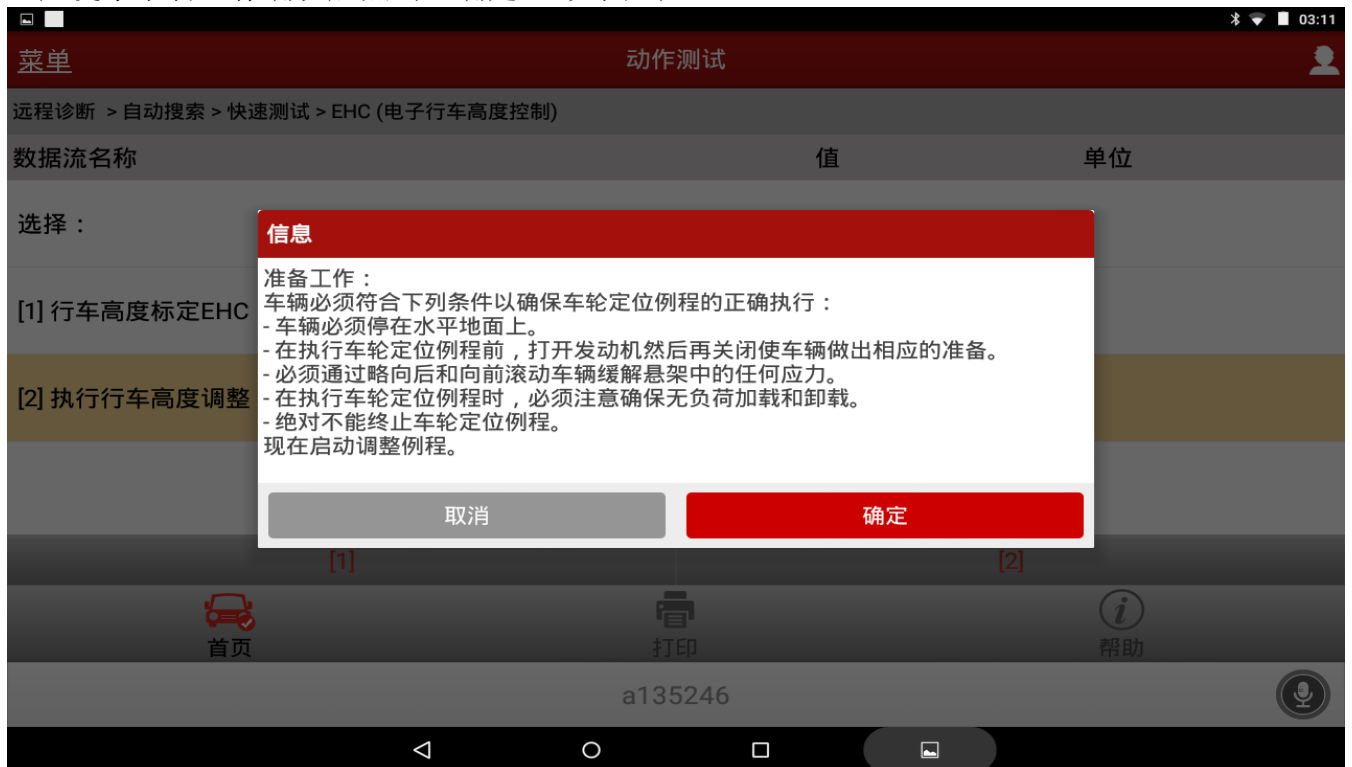 03:11
菜单
动作测试
远程诊断 > 自动搜索 > 快速测试 > EHC (电子行车高度控制)
数据流名称
值
单位
选择：
信息
准备工作：
车辆必须符合下列条件以确保车轮定位例程的正确执行：
- 车辆必须停在水平地面上。
- 在执行车轮定位例程前，打开发动机然后再关闭使车辆做出相应的准备。
- 必须通过略向后和向前滚动车辆缓解悬架中的任何应力。
- 在执行车轮定位例程时，必须注意确保无负荷加载和卸载。
- 绝对不能终止车轮定位例程。
现在启动调整例程。
[1] 行车高度标定EHC
[2] 执行行车高度调整
取消
确定
[1]
[2]
首页
打印
帮助
a135246